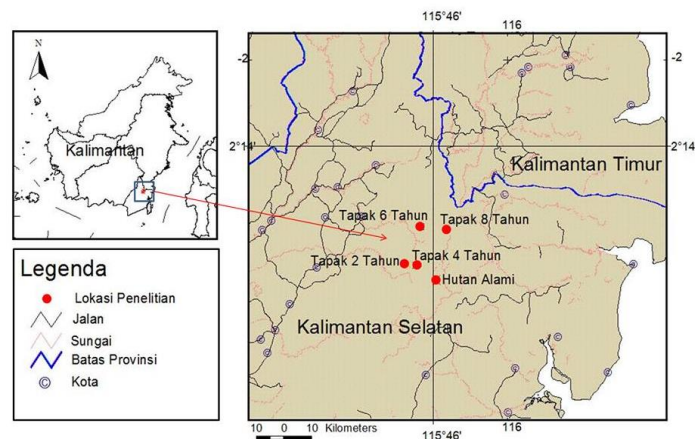 N
Kalimantan
Legenda
Lokasi Penelitian
Jalan
Sungai
Batas Provinsi
© Kota
115°46'
116
-2
-2
2°14'
2°14'
Kalimantan Timur
Tapak 6 Tahun
Tapak 8 Tahun
Tapak 2 Tahun
Tapak 4 Tahun
Hutan Alami
Kalimantan Selatan
10 0 10 Kilometers
115°46'
116